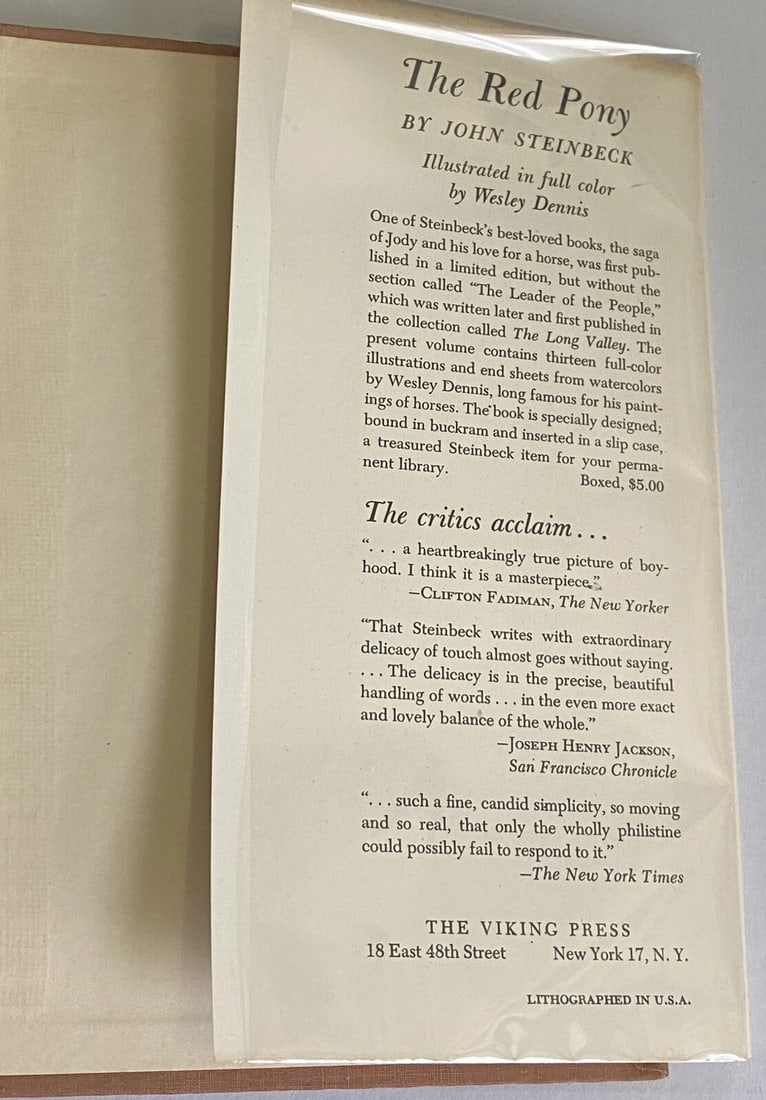 The Red Pony
BY JOHN STEINBECK
Illustrated in full color
by Wesley Dennis
One of Steinbeck's best-loved books, the saga
of Jody and his love for a horse, was first pub-
lished in a limited edition, but without the
section called "The Leader of the People,"
which was written later and first published in
the collection called The Long Valley. The
present volume contains thirteen full-color
illustrations and end sheets from watercolors
by Wesley Dennis, long famous for his paint-
ings of horses. The book is specially designed;
bound in buckram and inserted in a slip case,
a treasured Steinbeck item for your perma-
nent library.
Boxed, $5.00
The critics acclaim...
". . . a heartbreakingly true picture of boy-
hood. I think it is a masterpiece."
—CLIFTON FADIMAN, The New Yorker
"That Steinbeck writes with extraordinary
delicacy of touch almost goes without saying.
. . . The delicacy is in the precise, beautiful
handling of words . . . in the even more exact
and lovely balance of the whole."
—JOSEPH HENRY JACKSON,
San Francisco Chronicle
". . . such a fine, candid simplicity, so moving
and so real, that only the wholly philistine
could possibly fail to respond to it."
—The New York Times
THE VIKING PRESS
18 East 48th Street New York 17, N. Y.
LITHOGRAPHED IN U.S.A.